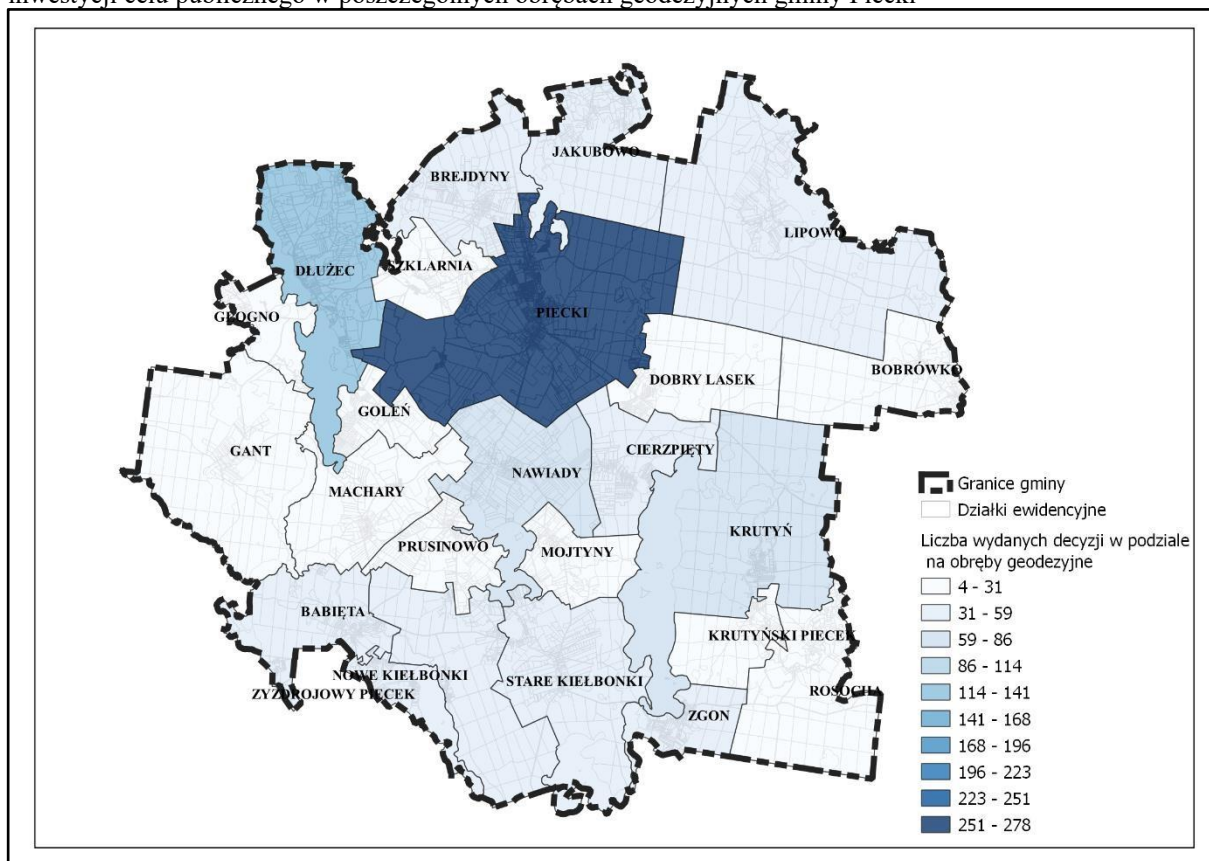 inwestycji celu publicznego w poszczególnych obrębach geodezyjnych gminy Piecki
JAKUBOWO
BREJDYNY
LIPOWO
SZKLARNIA
DŁUŻEC
GŁOGNO
PIECKI
BOBRÓWKO
DOBRY LASEK
GOLEŃ
GANT
NAWIADY
CIERZPIĘTY
MACHARY
KRUTYŃ
PRUSINOWO
MOJTYNY
BABIĘTA
KRUTYŃSKI PIECEK
NOWE KIEŁBONKI
STARE KIEŁBONKI
ZYZDROJOWY PIECEK
ROSOCHA
ZGON
Granice gminy
Działki ewidencyjne
Liczba wydanych decyzji w podziale
na obręby geodezyjne
4 - 31
31 - 59
59 - 86
86 - 114
114 - 141
141 - 168
168 - 196
196 - 223
223 - 251
251 - 278